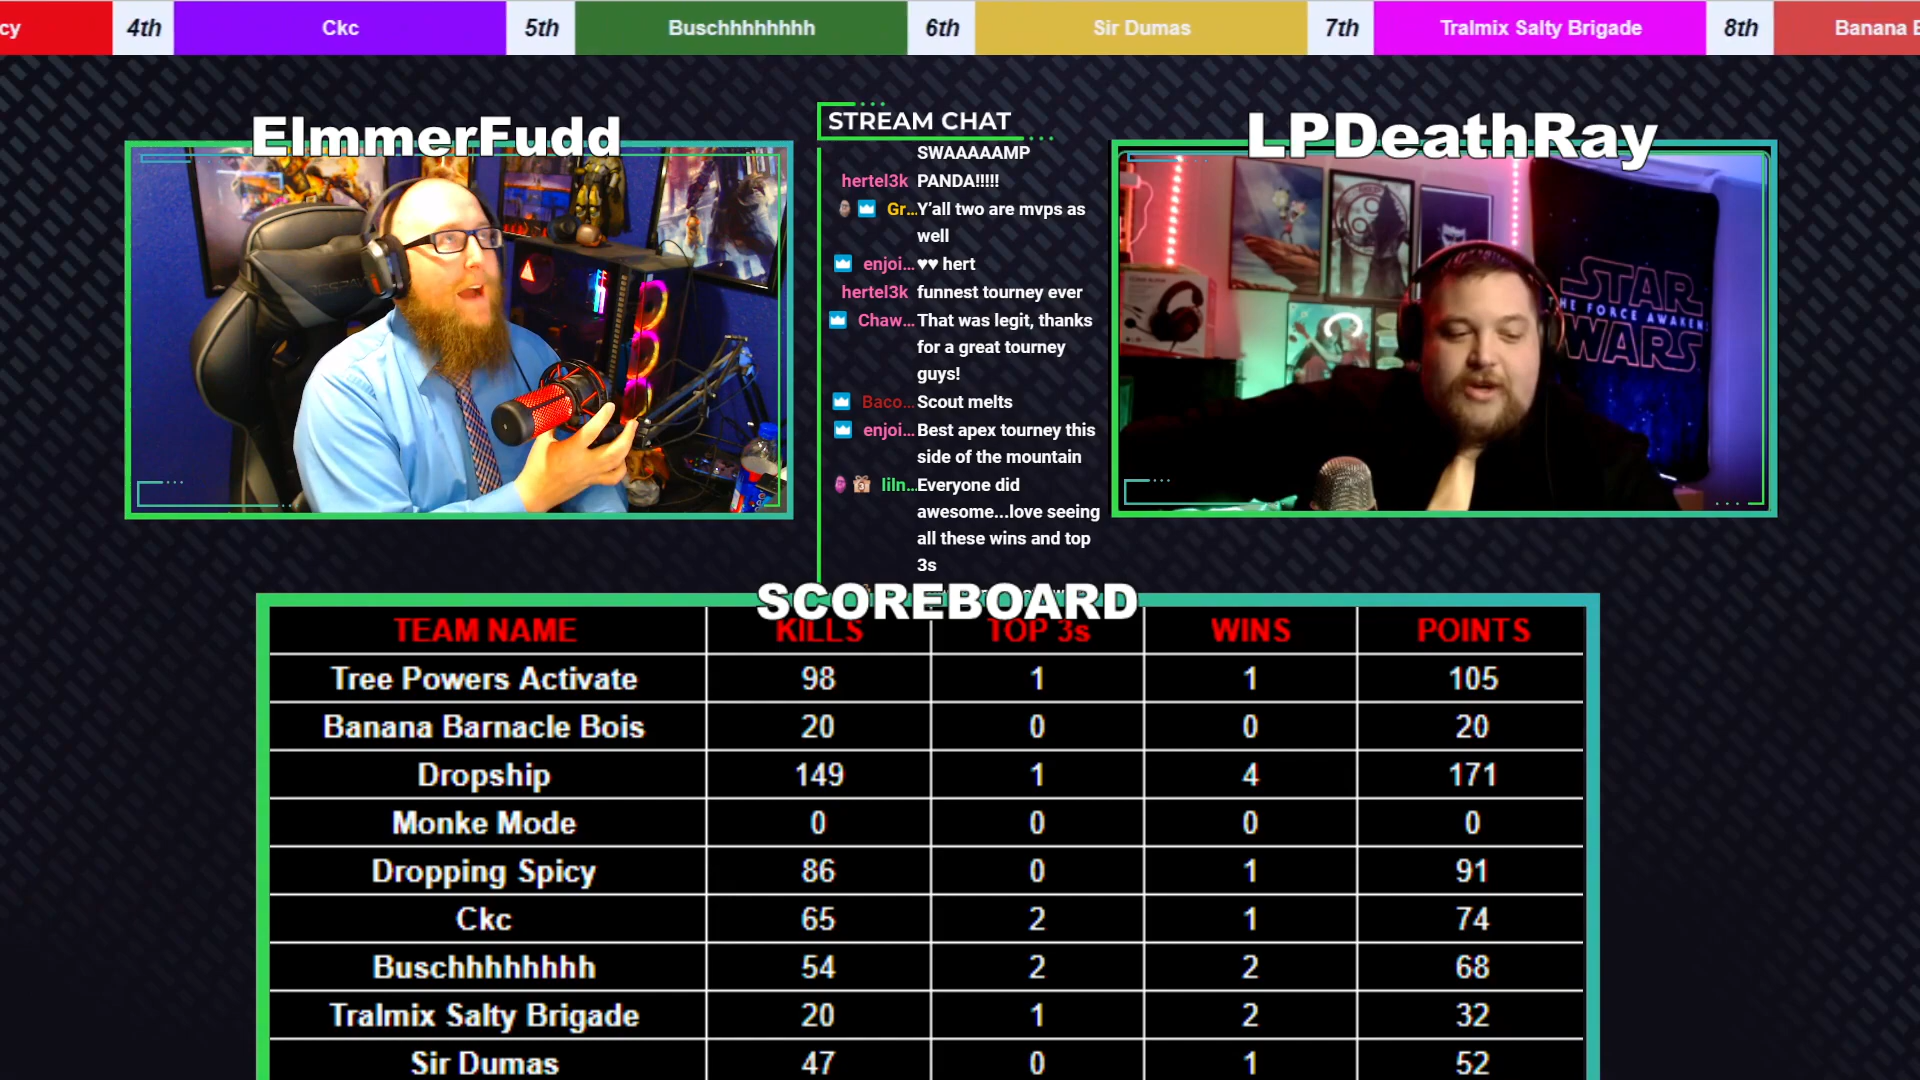 cy 4th Ckc 5th Buschhhhhhhh 6th Sir Dumas 7th Tralmix Salty Brigade 8th Banana B
ElmmerFudd
STREAM CHAT
SWAAAAAMP
hertel3k PANDA!!!!!
Gr... Y'all two are mvps as
well
enjoi... ♥♥ hert
hertel3k funnest tourney ever
Chaw... That was legit, thanks
for a great tourney
guys!
Baco... Scout melts
enjoi... Best apex tourney this
side of the mountain
liln... Everyone did
awesome...love seeing
all these wins and top
3s
LPDeathRay
STAR
THE FORCE AWAKENS
WARS
SCOREBOARD
TEAM NAME KILLS TOP 3s WINS POINTS
Tree Powers Activate 98 1 1 105
Banana Barnacle Bois 20 0 0 20
Dropship 149 1 4 171
Monke Mode 0 0 0 0
Dropping Spicy 86 0 1 91
Ckc 65 2 1 74
Buschhhhhhhh 54 2 2 68
Tralmix Salty Brigade 20 1 2 32
Sir Dumas 47 0 1 52